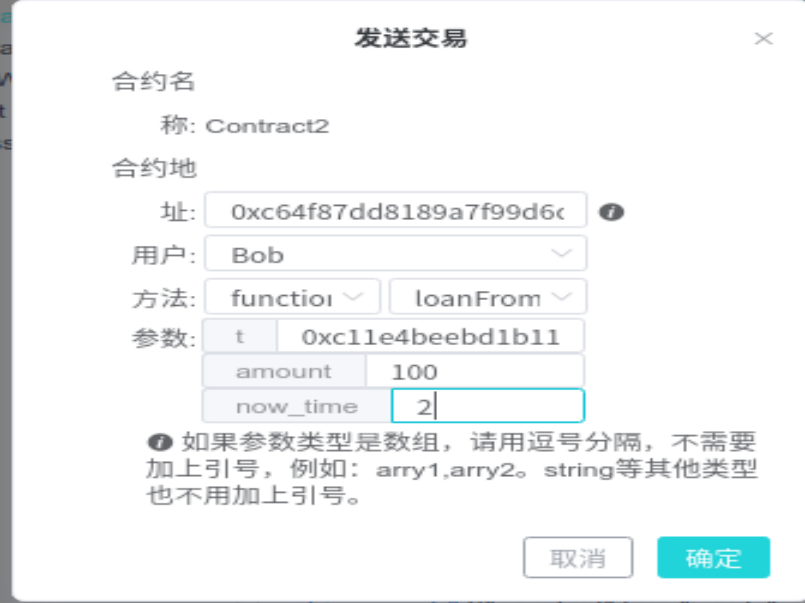 发送交易
合约名
称: Contract2
合约地
址: 0xc64f87dd8189a7f99d6c
用户: Bob
方法: function loanFrom
参数: t 0xc11e4beebd1b11
amount 100
now_time 2
如果参数类型是数组，请用逗号分隔，不需要
加上引号，例如：arry1,arry2。string等其他类型
也不用加上引号。
取消 确定